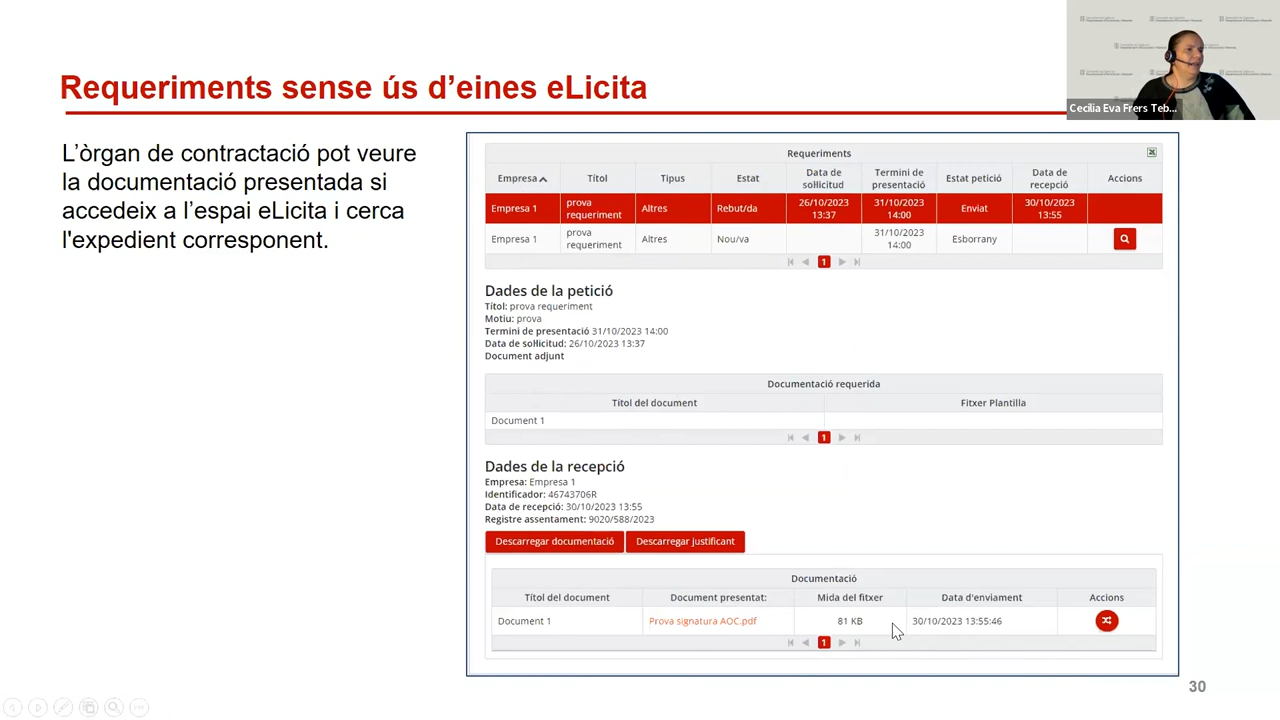 Requeriments sense ús d'eines eLicita
Cecilia Eva Frers Teb...
L'òrgan de contractació pot veure
la documentació presentada si
accedeix a l'espai eLicita i cerca
l'expedient corresponent.
Requeriments
Empresa Títol Tipus Estat Data de sol·licitud Termini de presentació Estat petició Data de recepció Accions
Empresa 1 prova requeriment Altres Rebut/da 26/10/2023 13:37 31/10/2023 14:00 Enviat 30/10/2023 13:55
Empresa 1 prova requeriment Altres Nou/va 31/10/2023 14:00 Esborrany
1
Dades de la petició
Títol: prova requeriment
Motiu: prova
Termini de presentació 31/10/2023 14:00
Data de sol·licitud: 26/10/2023 13:37
Document adjunt
Documentació requerida
Títol del document Fitxer Plantilla
Document 1
1
Dades de la recepció
Empresa: Empresa 1
Identificador: 46743706R
Data de recepció: 30/10/2023 13:55
Registre assentament: 9020/588/2023
Descarregar documentació Descarregar justificant
Documentació
Títol del document Document presentat: Mida del fitxer Data d'enviament Accions
Document 1 Prova signatura AOC.pdf 81 KB 30/10/2023 13:55:46
1
30